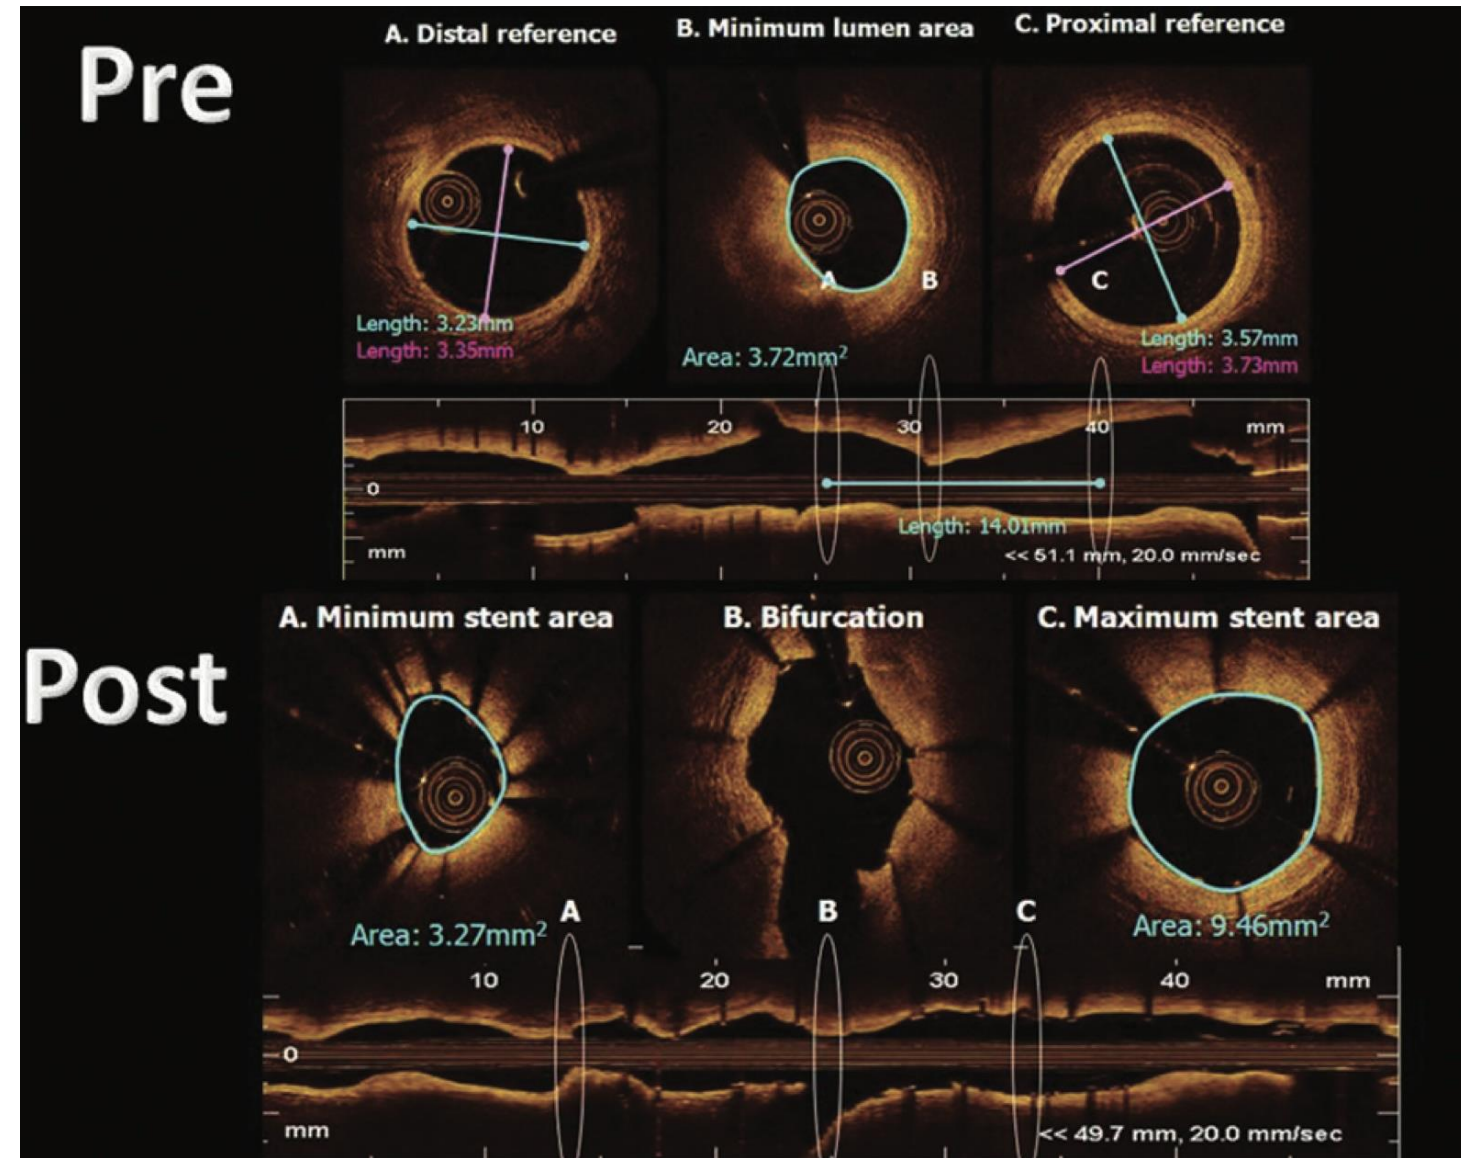 Pre
A. Distal reference
B. Minimum lumen area
C. Proximal reference
A
B
C
Length: 3.23mm
Length: 3.35mm
Area: 3.72mm²
Length: 3.57mm
Length: 3.73mm
10
20
30
40
mm
0
Length: 14.01mm
mm
<< 51.1 mm, 20.0 mm/sec
Post
A. Minimum stent area
B. Bifurcation
C. Maximum stent area
A
B
C
Area: 3.27mm²
Area: 9.46mm²
10
20
30
40
mm
0
mm
<< 49.7 mm, 20.0 mm/sec